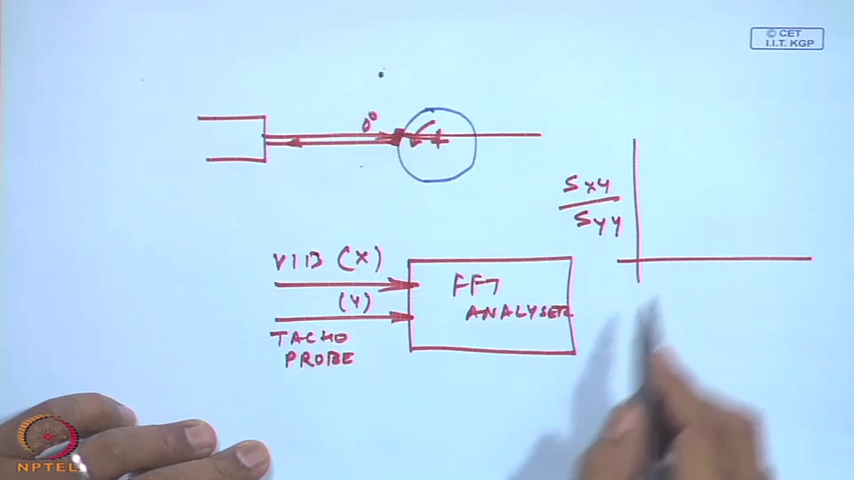 © CET
I.I.T. KGP
0°
Sxy
Syy
VIB (X)
(Y)
TACHO
PROBE
FFT
ANALYSER
NPTEL